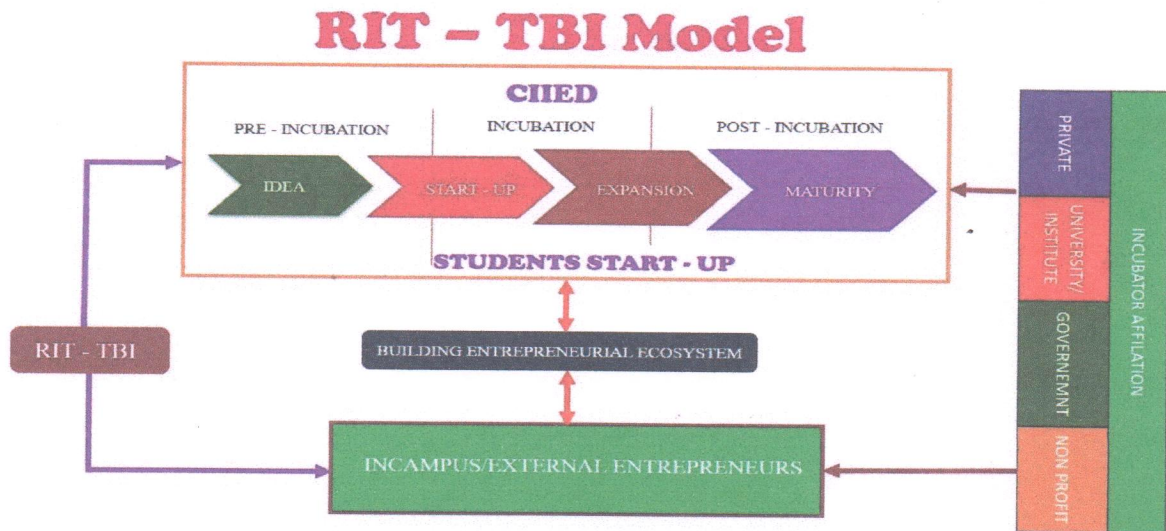 RIT – TBI Model
CIIED
PRE - INCUBATION
INCUBATION
POST - INCUBATION
IDEA
START - UP
EXPANSION
MATURITY
STUDENTS START - UP
RIT - TBI
BUILDING ENTREPRENEURIAL ECOSYSTEM
INCAMPUS/EXTERNAL ENTREPRENEURS
PRIVATE
UNIVERSITY/
INSTITUTE
GOVERNEMNT
NON PROFIT
INCUBATOR AFFILATION